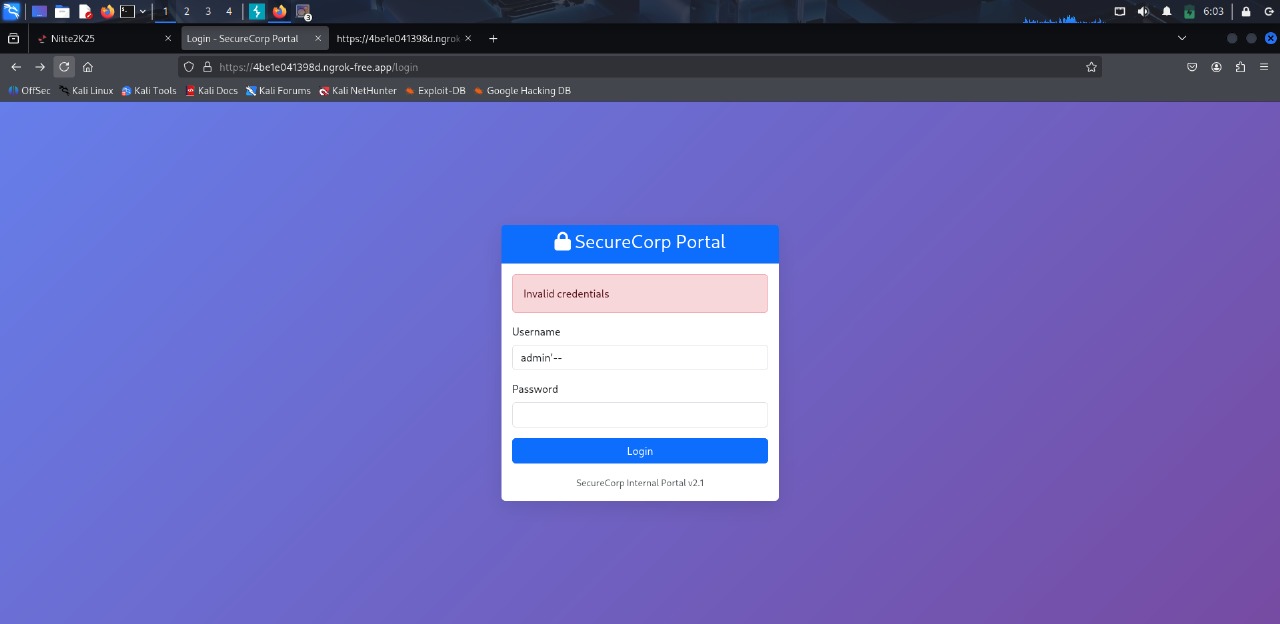 1 2 3 4 3 6:03
Nitte2K25 Login - SecureCorp Portal https://4be1e041398d.ngrok
https://4be1e041398d.ngrok-free.app/login
OffSec Kali Linux Kali Tools Kali Docs Kali Forums Kali NetHunter Exploit-DB Google Hacking DB
SecureCorp Portal
Invalid credentials
Username
admin'--
Password
Login
SecureCorp Internal Portal v2.1